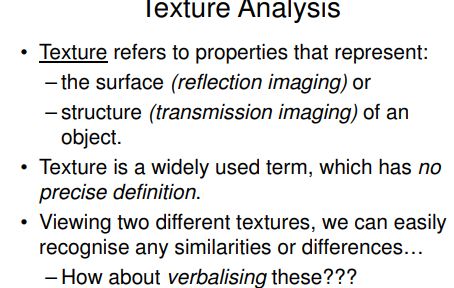 Texture Analysis
• Texture refers to properties that represent:
– the surface (reflection imaging) or
– structure (transmission imaging) of an
object.
• Texture is a widely used term, which has no
precise definition.
• Viewing two different textures, we can easily
recognise any similarities or differences…
– How about verbalising these???